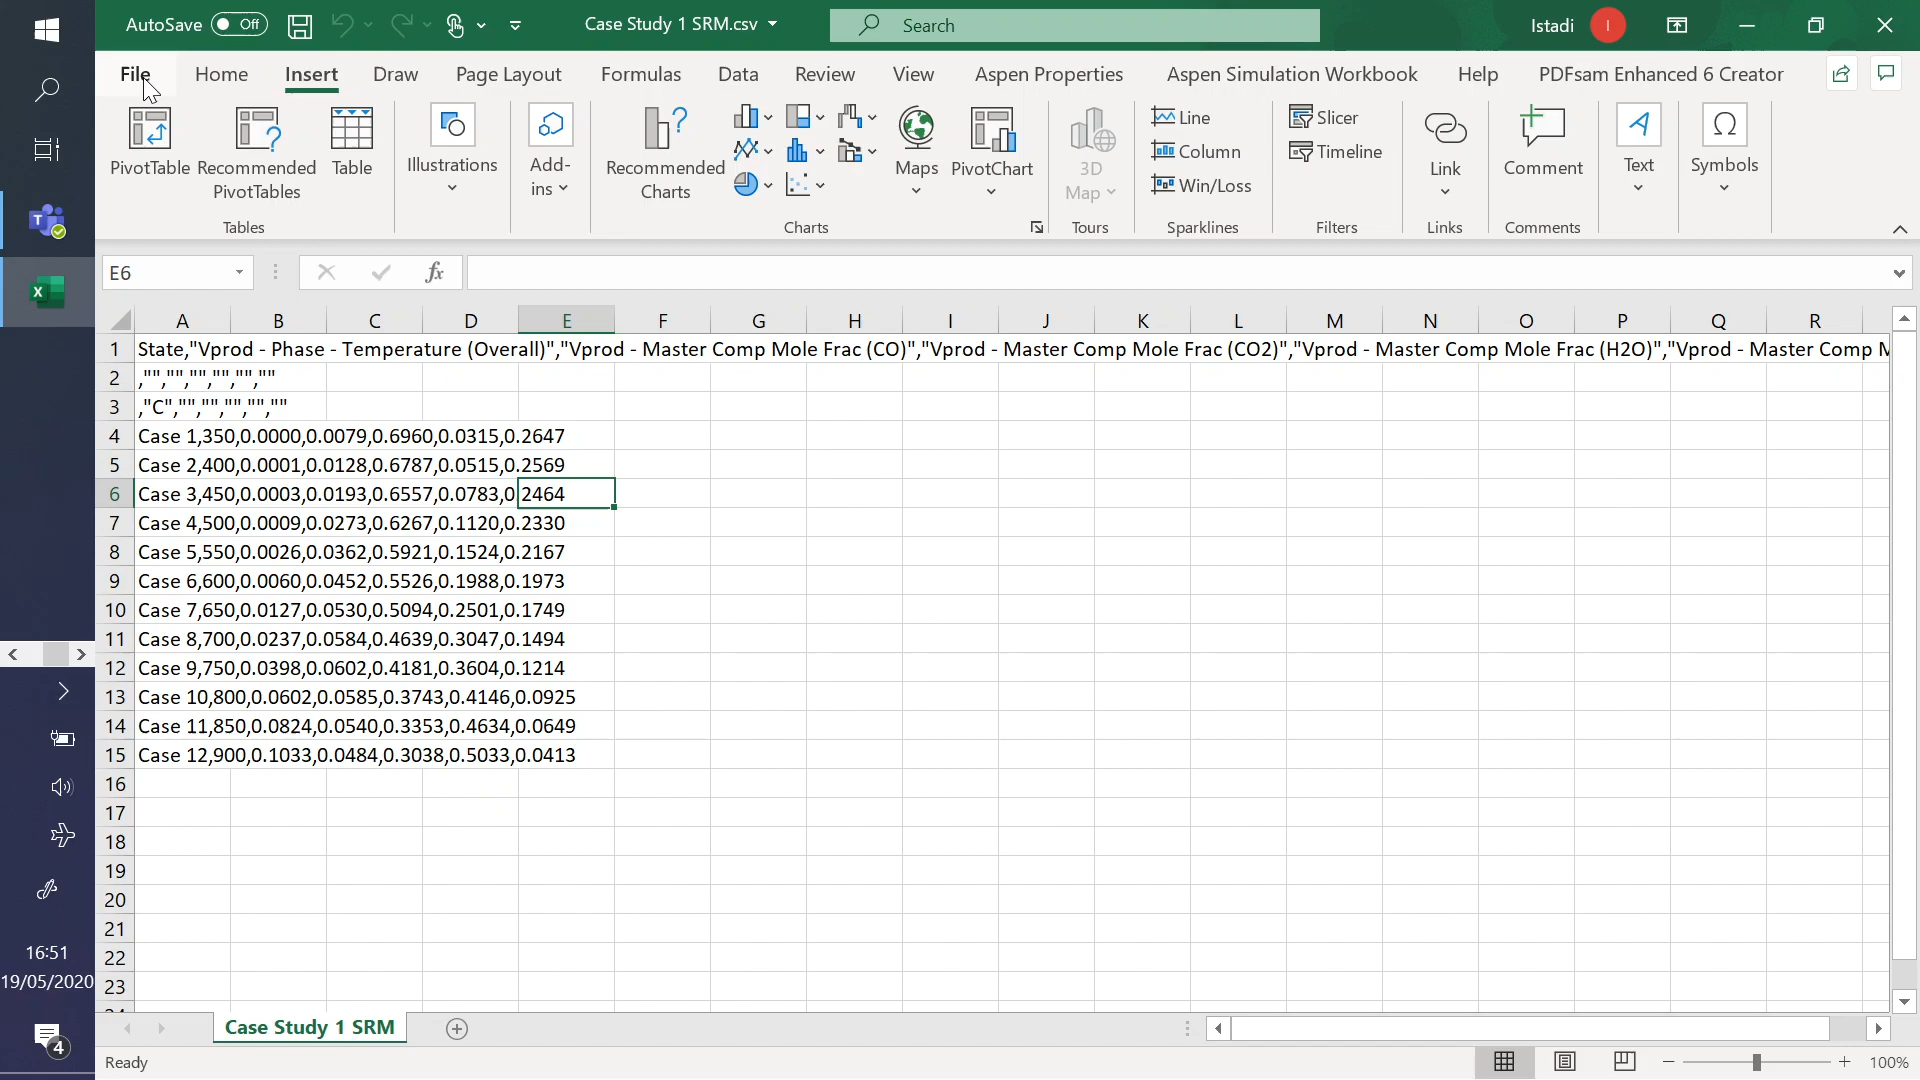 AutoSave Off Case Study 1 SRM.csv Search Istadi I
File Home Insert Draw Page Layout Formulas Data Review View Aspen Properties Aspen Simulation Workbook Help PDFsam Enhanced 6 Creator
PivotTable Recommended PivotTables Table Illustrations Add-ins Recommended Charts Maps PivotChart 3D Map Line Column Win/Loss Slicer Timeline Link Comment Text Symbols
Tables Charts Tours Sparklines Filters Links Comments
E6 fx
A B C D E F G H I J K L M N O P Q R
1 State,"Vprod - Phase - Temperature (Overall)","Vprod - Master Comp Mole Frac (CO)","Vprod - Master Comp Mole Frac (CO2)","Vprod - Master Comp Mole Frac (H2O)","Vprod - Master Comp M
2 ,"","","","","",""
3 ,"C","","","","",""
4 Case 1,350,0.0000,0.0079,0.6960,0.0315,0.2647
5 Case 2,400,0.0001,0.0128,0.6787,0.0515,0.2569
6 Case 3,450,0.0003,0.0193,0.6557,0.0783,0.2464
7 Case 4,500,0.0009,0.0273,0.6267,0.1120,0.2330
8 Case 5,550,0.0026,0.0362,0.5921,0.1524,0.2167
9 Case 6,600,0.0060,0.0452,0.5526,0.1988,0.1973
10 Case 7,650,0.0127,0.0530,0.5094,0.2501,0.1749
11 Case 8,700,0.0237,0.0584,0.4639,0.3047,0.1494
12 Case 9,750,0.0398,0.0602,0.4181,0.3604,0.1214
13 Case 10,800,0.0602,0.0585,0.3743,0.4146,0.0925
14 Case 11,850,0.0824,0.0540,0.3353,0.4634,0.0649
15 Case 12,900,0.1033,0.0484,0.3038,0.5033,0.0413
16
17
18
19
20
21
22
23
Case Study 1 SRM
Ready 100%
16:51
19/05/2020
4